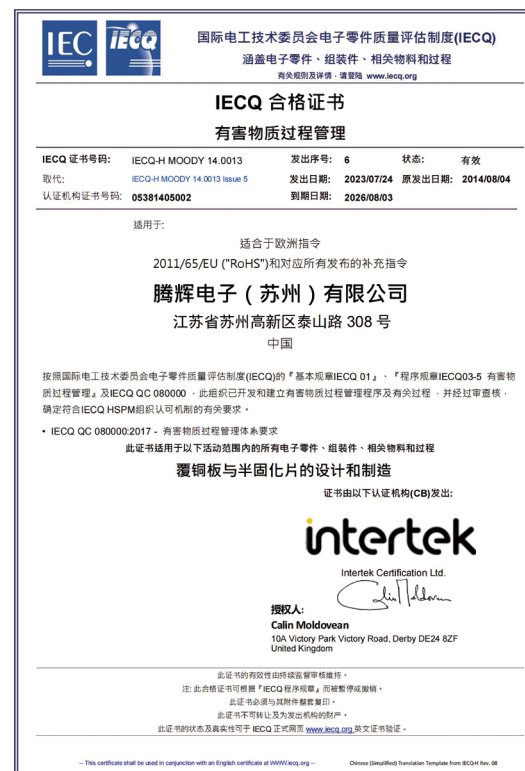 IEC IECQ
国际电工技术委员会电子零件质量评估制度(IECQ)
涵盖电子零件、组装件、相关物料和过程
有关规则及详情，请登陆 www.iecq.org
IECQ 合格证书
有害物质过程管理
IECQ 证书号码: IECQ-H MOODY 14.0013 发出序号: 6 状态: 有效
取代: IECQ-H MOODY 14.0013 Issue 5 发出日期: 2023/07/24 原发出日期: 2014/08/04
认证机构证书号码: 05381405002 到期日期: 2026/08/03
适用于:
适合于欧洲指令
2011/65/EU ("RoHS")和对应所有发布的补充指令
腾辉电子（苏州）有限公司
江苏省苏州高新区泰山路 308 号
中国
按照国际电工技术委员会电子零件质量评估制度(IECQ)的『基本规章IECQ 01』、『程序规章IECQ03-5 有害物
质过程管理』及IECQ QC 080000，此组织已开发和建立有害物质过程管理程序及有关过程，并经过审查核，
确定符合IECQ HSPM组织认可机制的有关要求。
• IECQ QC 080000:2017 - 有害物质过程管理体系要求
此证书适用于以下活动范围内的所有电子零件、组装件、相关物料和过程
覆铜板与半固化片的设计和制造
证书由以下认证机构(CB)发出:
intertek
Intertek Certification Ltd.
授权人:
Calin Moldovean
10A Victory Park Victory Road, Derby DE24 8ZF
United Kingdom
此证书的有效性由持续监督审核维持。
注: 此合格证书可根据『IECQ 程序规章』而被暂停或撤销。
此证书必须与其附件整套复印。
此证书不可转让及为发出机构的财产。
此证书的状态及真实性可于 IECQ 正式网页 www.iecq.org 英文证书验证。
-- This certificate shall be used in conjunction with an English certificate at WWW.iecq.org -- Chinese (Simplified) Translation Template from IECQ-H Rev. 08